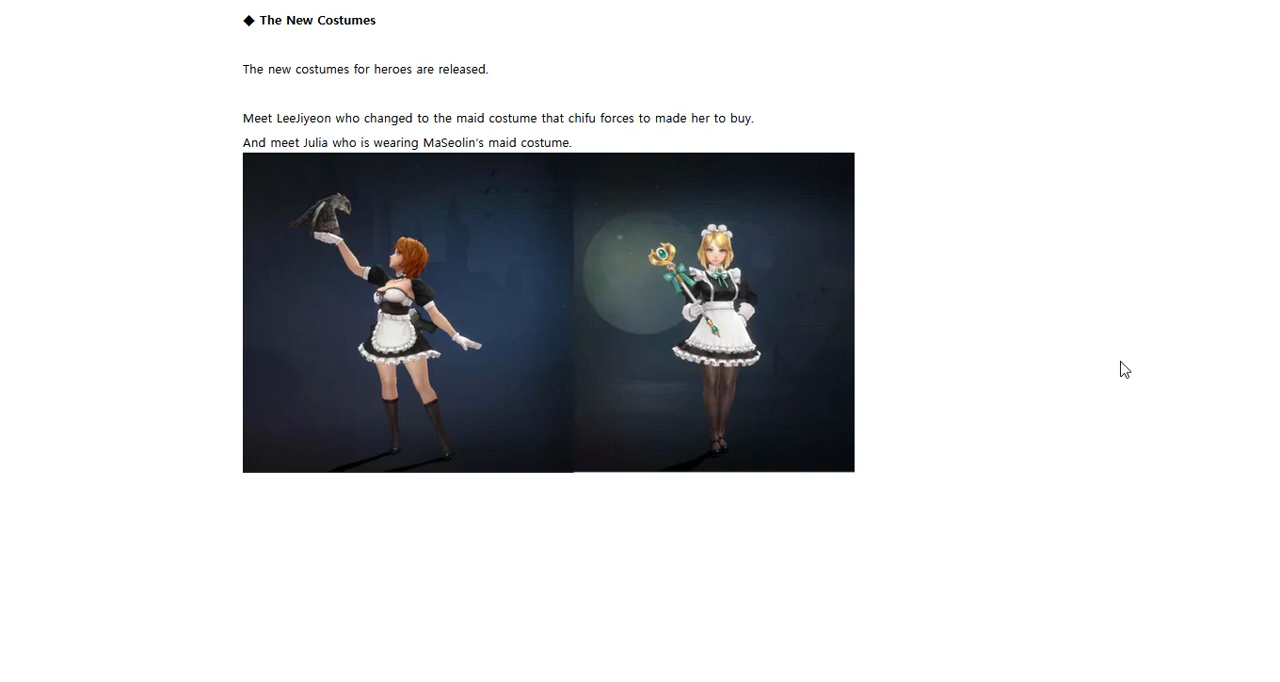 ◆ The New Costumes
The new costumes for heroes are released.
Meet LeeJiyeon who changed to the maid costume that chifu forces to made her to buy.
And meet Julia who is wearing MaSeolin's maid costume.